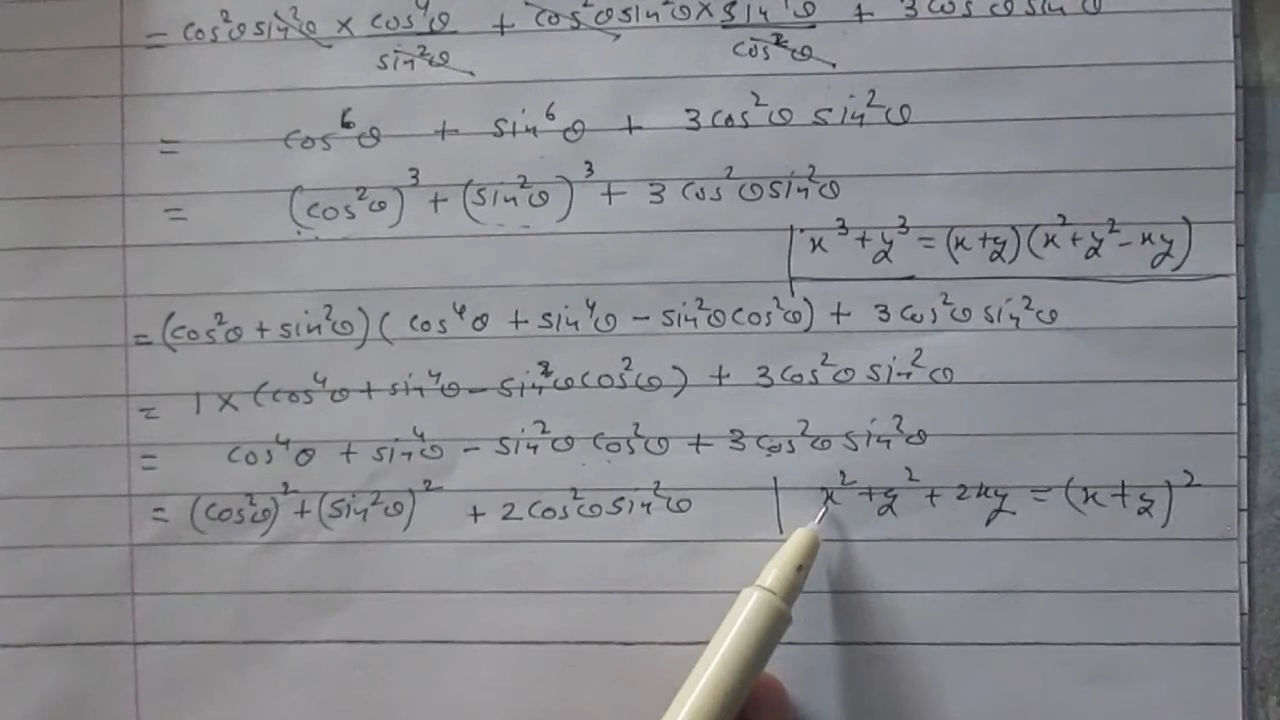 = cos²θ sin²θ × cos⁴θ/sin²θ + cos²θ sin²θ × sin⁴θ/cos²θ + 3cos²θ sin²θ
= cos⁶θ + sin⁶θ + 3cos²θ sin²θ
= (cos²θ)³ + (sin²θ)³ + 3cos²θ sin²θ
x³ + y³ = (x+y)(x² + y² - xy)
= (cos²θ + sin²θ)(cos⁴θ + sin⁴θ - sin²θ cos²θ) + 3cos²θ sin²θ
= 1 × (cos⁴θ + sin⁴θ - sin²θ cos²θ) + 3cos²θ sin²θ
= cos⁴θ + sin⁴θ - sin²θ cos²θ + 3cos²θ sin²θ
= (cos²θ)² + (sin²θ)² + 2cos²θ sin²θ | x² + y² + 2xy = (x+y)²